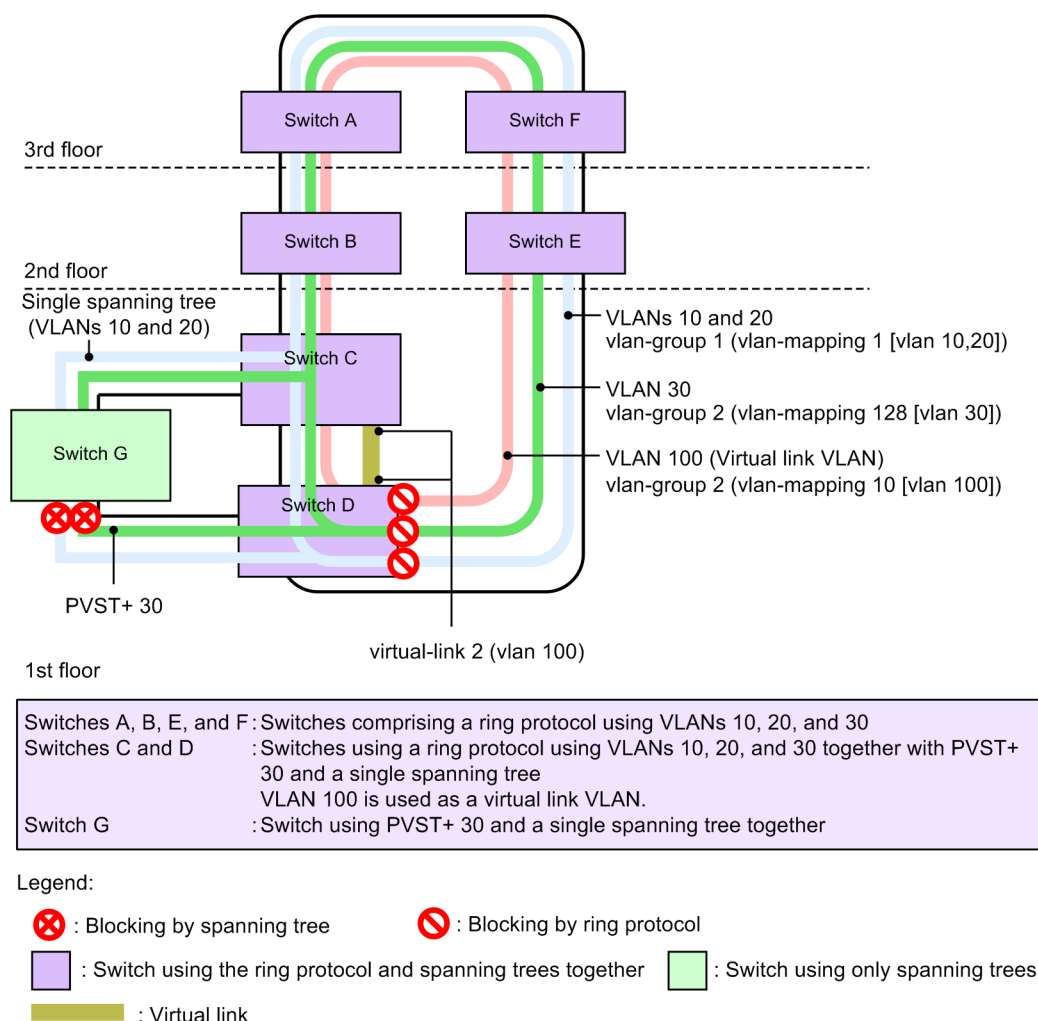 Switch A
Switch F
3rd floor
Switch B
Switch E
2nd floor
Single spanning tree
(VLANs 10 and 20)
VLANs 10 and 20
vlan-group 1 (vlan-mapping 1 [vlan 10,20])
Switch C
VLAN 30
vlan-group 2 (vlan-mapping 128 [vlan 30])
Switch G
VLAN 100 (Virtual link VLAN)
vlan-group 2 (vlan-mapping 10 [vlan 100])
Switch D
PVST+ 30
virtual-link 2 (vlan 100)
1st floor
Switches A, B, E, and F : Switches comprising a ring protocol using VLANs 10, 20, and 30
Switches C and D : Switches using a ring protocol using VLANs 10, 20, and 30 together with PVST+
30 and a single spanning tree
VLAN 100 is used as a virtual link VLAN.
Switch G : Switch using PVST+ 30 and a single spanning tree together
Legend:
: Blocking by spanning tree
: Blocking by ring protocol
: Switch using the ring protocol and spanning trees together
: Switch using only spanning trees
: Virtual link